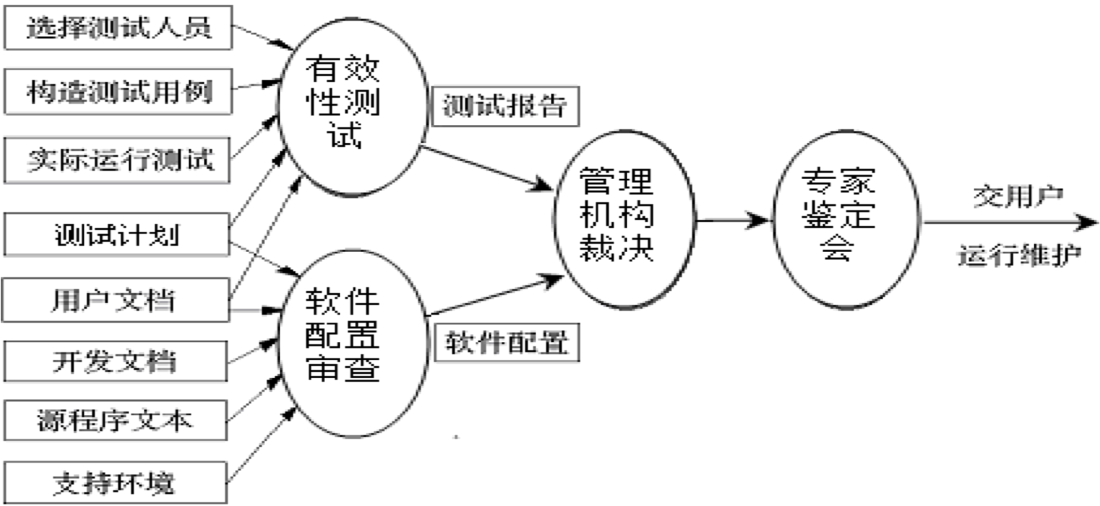 选择测试人员
构造测试用例
实际运行测试
测试计划
用户文档
开发文档
源程序文本
支持环境
有效
性测
试
测试报告
软件
配置
审查
软件配置
管理
机构
裁决
专家
鉴定
会
交用户
运行维护